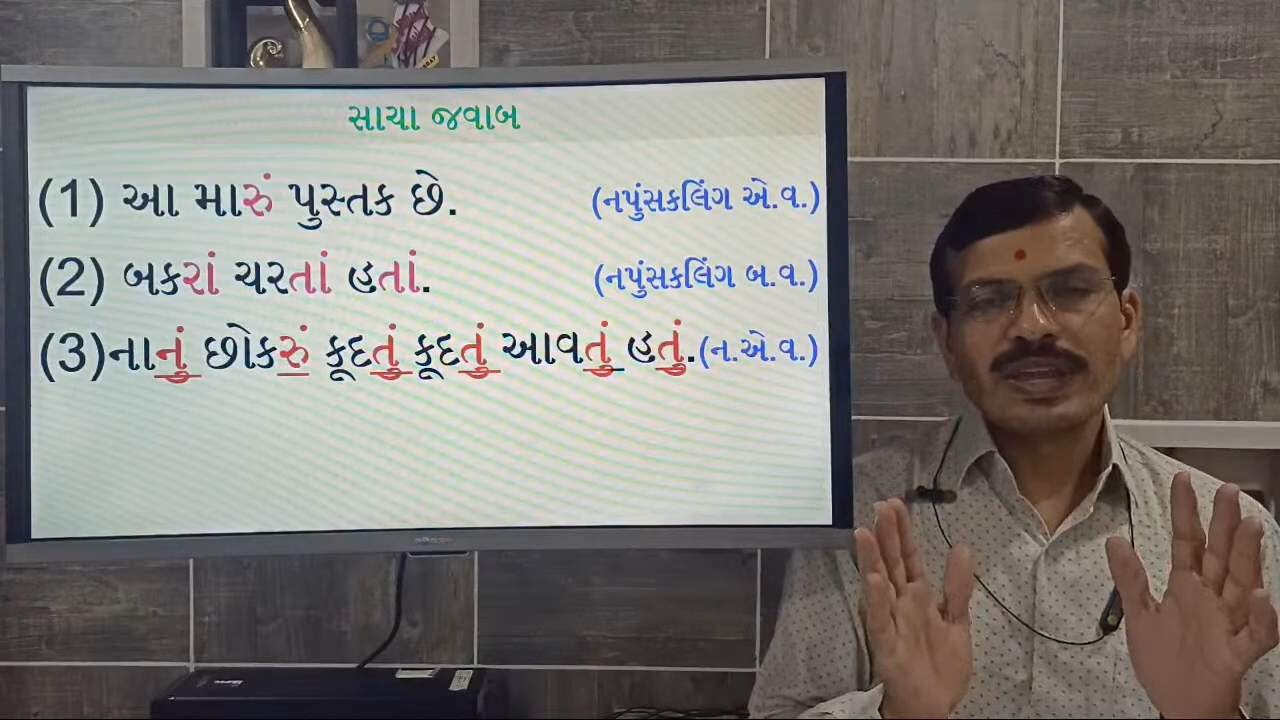 સાચા જવાબ
(1) આ મારું પુસ્તક છે. (નપુંસકલિંગ એ.વ.)
(2) બકરાં ચરતાં હતાં. (નપુંસકલિંગ બ.વ.)
(3)નાનું છોકરું કૂદતું કૂદતું આવતું હતું.(ન.એ.વ.)